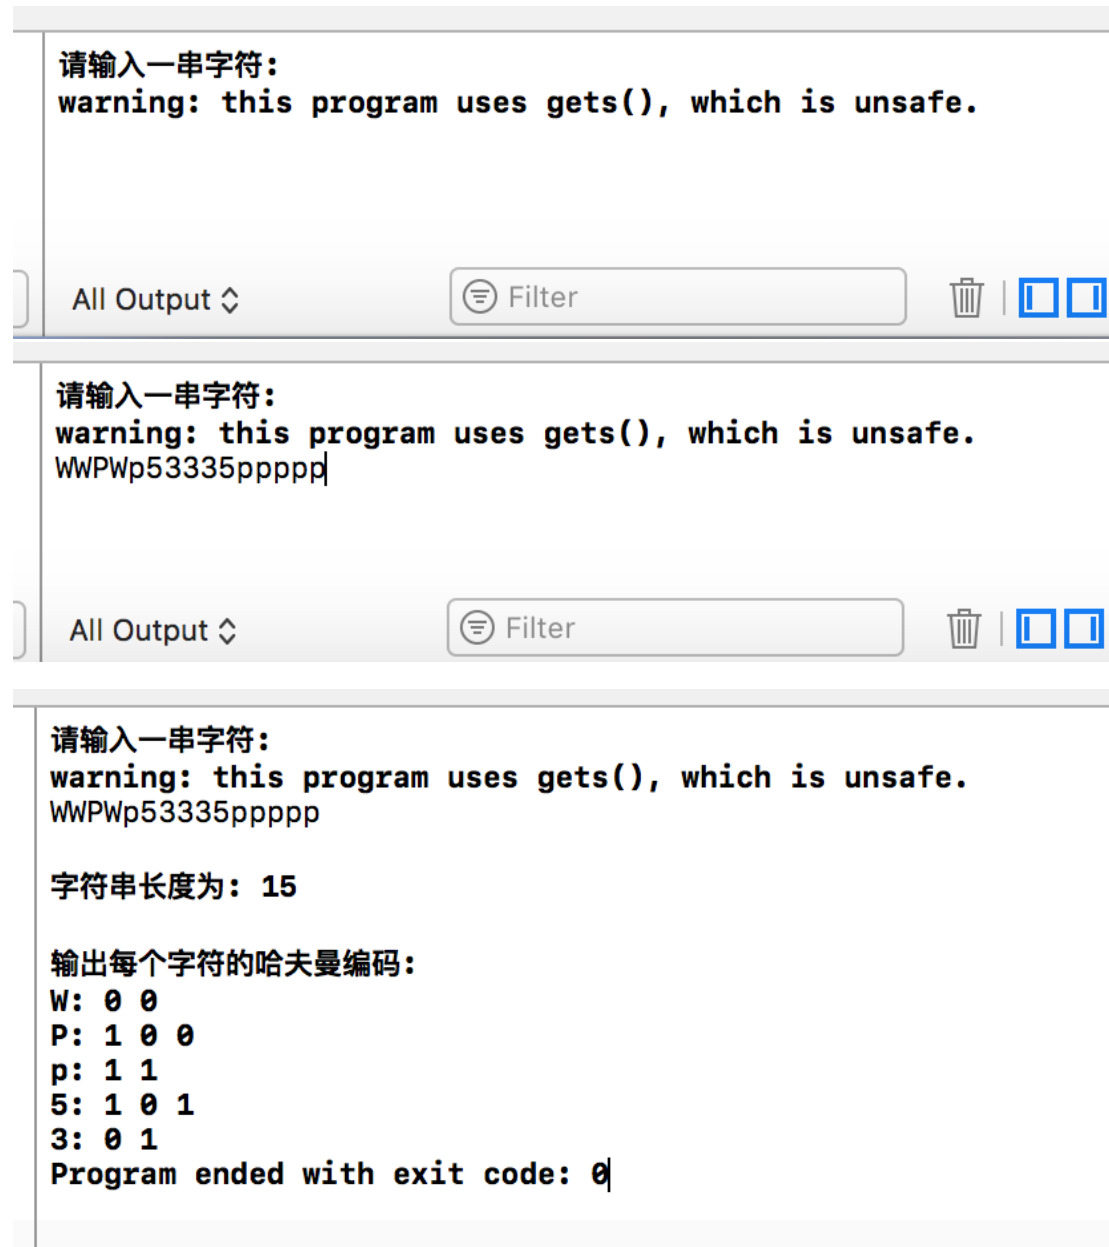 请输入一串字符:
warning: this program uses gets(), which is unsafe.
All Output
Filter
请输入一串字符:
warning: this program uses gets(), which is unsafe.
WWPWp53335ppppp
All Output
Filter
请输入一串字符:
warning: this program uses gets(), which is unsafe.
WWPWp53335ppppp
字符串长度为: 15
输出每个字符的哈夫曼编码:
W: 0 0
P: 1 0 0
p: 1 1
5: 1 0 1
3: 0 1
Program ended with exit code: 0